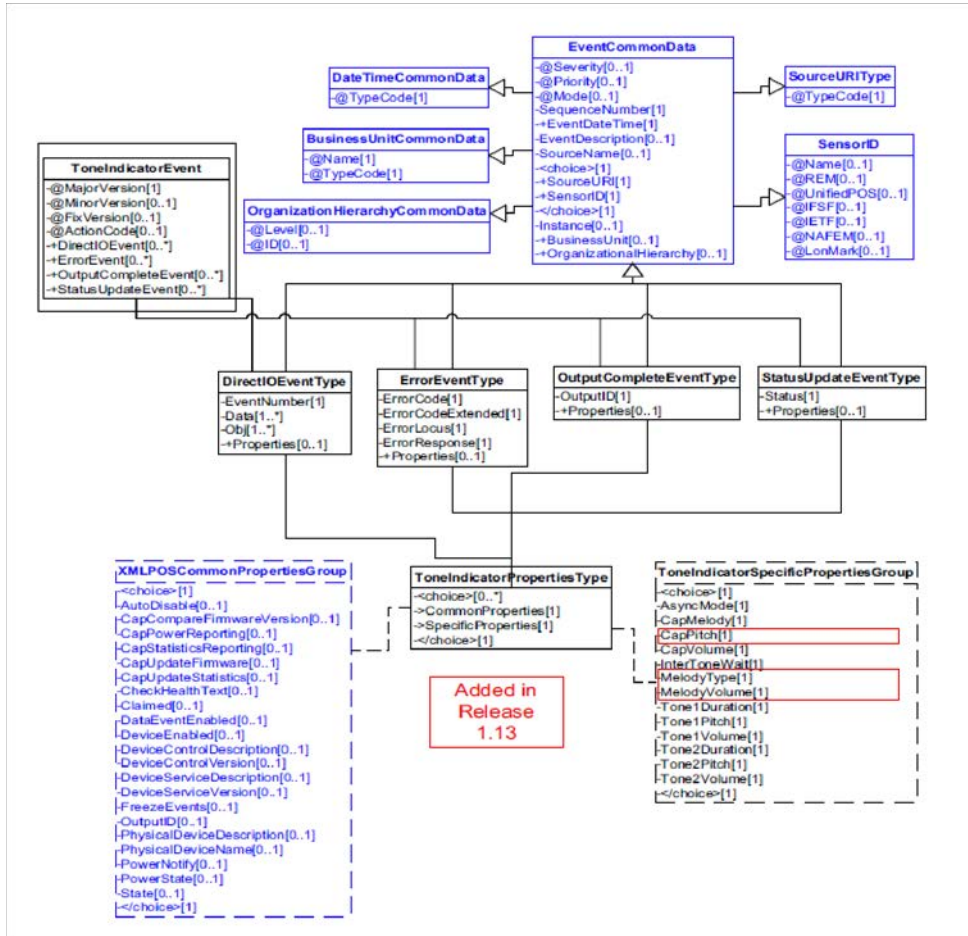 EventCommonData
-@Severity[0..1]
-@Priority[0..1]
-@Mode[0..1]
-SequenceNumber[1]
-+EventDateTime[1]
-EventDescription[0..1]
-SourceName[0..1]
-<choice>[1]
-+SourceURI[1]
-+SensorID[1]
-</choice>[1]
-Instance[0..1]
-+BusinessUnit[0..1]
-+OrganizationalHierarchy[0..1]
DateTimeCommonData
-@TypeCode[1]
SourceURIType
-@TypeCode[1]
BusinessUnitCommonData
-@Name[1]
-@TypeCode[1]
SensorID
-@Name[0..1]
-@REM[0..1]
-@UnifiedPOS[0..1]
-@IFSF[0..1]
-@IETF[0..1]
-@NAFEM[0..1]
-@LonMark[0..1]
ToneIndicatorEvent
-@MajorVersion[1]
-@MinorVersion[0..1]
-@FixVersion[0..1]
-@ActionCode[0..1]
-+DirectIOEvent[0..*]
-+ErrorEvent[0..*]
-+OutputCompleteEvent[0..*]
-+StatusUpdateEvent[0..*]
OrganizationHierarchyCommonData
-@Level[0..1]
-@ID[0..1]
DirectIOEventType
-EventNumber[1]
-Data[1..*]
-Obj[1..*]
-+Properties[0..1]
ErrorEventType
-ErrorCode[1]
-ErrorCodeExtended[1]
-ErrorLocus[1]
-ErrorResponse[1]
-+Properties[0..1]
OutputCompleteEventType
-OutputID[1]
-+Properties[0..1]
StatusUpdateEventType
-Status[1]
-+Properties[0..1]
XMLPOSCommonPropertiesGroup
-<choice>[1]
-AutoDisable[0..1]
-CapCompareFirmwareVersion[0..1]
-CapPowerReporting[0..1]
-CapStatisticsReporting[0..1]
-CapUpdateFirmware[0..1]
-CapUpdateStatistics[0..1]
-CheckHealthText[0..1]
-Claimed[0..1]
-DataEventEnabled[0..1]
-DeviceEnabled[0..1]
-DeviceControlDescription[0..1]
-DeviceControlVersion[0..1]
-DeviceServiceDescription[0..1]
-DeviceServiceVersion[0..1]
-FreezeEvents[0..1]
-OutputID[0..1]
-PhysicalDeviceDescription[0..1]
-PhysicalDeviceName[0..1]
-PowerNotify[0..1]
-PowerState[0..1]
-State[0..1]
-</choice>[1]
ToneIndicatorPropertiesType
-<choice>[0..*]
->CommonProperties[1]
->SpecificProperties[1]
-</choice>[1]
Added in
Release
1.13
ToneIndicatorSpecificPropertiesGroup
-<choice>[1]
-AsyncMode[1]
-CapMelody[1]
-CapPitch[1]
-CapVolume[1]
-InterToneWait[1]
-MelodyType[1]
-MelodyVolume[1]
-Tone1Duration[1]
-Tone1Pitch[1]
-Tone1Volume[1]
-Tone2Duration[1]
-Tone2Pitch[1]
-Tone2Volume[1]
-</choice>[1]